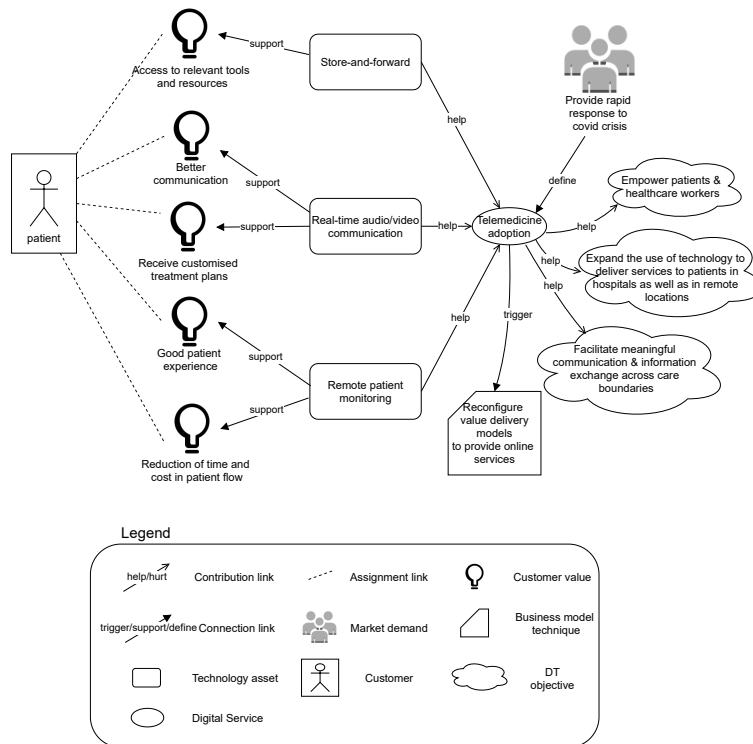 support
Access to relevant tools
and resources
Store-and-forward
Provide rapid
response to
covid crisis
help
Better
communication
support
define
Empower patients &
healthcare workers
patient
support
Real-time audio/video
communication
help
Telemedicine
adoption
help
Receive customised
treatment plans
help
Expand the use of technology to
deliver services to patients in
hospitals as well as in remote
locations
help
help
trigger
Good patient
experience
support
Facilitate meaningful
communication & information
exchange across care
boundaries
Remote patient
monitoring
help
support
Reconfigure
value delivery
models
to provide online
services
Reduction of time and
cost in patient flow
Legend
help/hurt
Contribution link
Assignment link
Customer value
trigger/support/define
Connection link
Market demand
Business model
technique
Technology asset
Customer
DT
objective
Digital Service